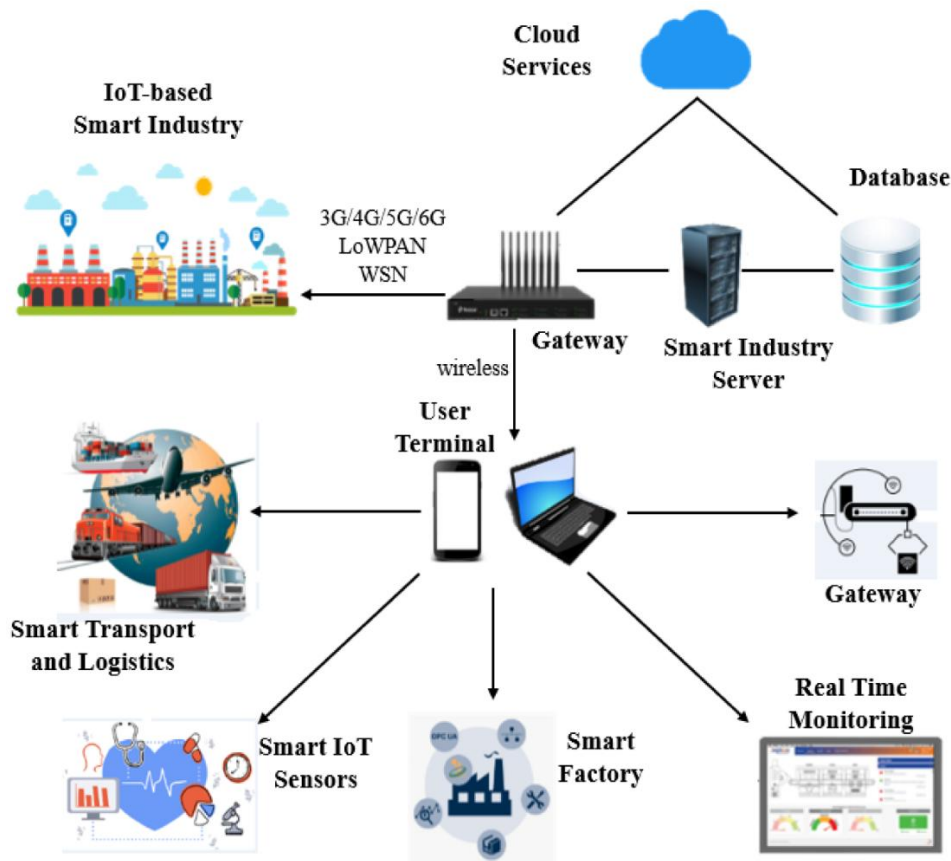 Cloud
Services
IoT-based
Smart Industry
Database
3G/4G/5G/6G
LoWPAN
WSN
Gateway
Smart Industry
Server
wireless
User
Terminal
Gateway
Smart Transport
and Logistics
Real Time
Monitoring
Smart IoT
Sensors
OPC UA
Smart
Factory